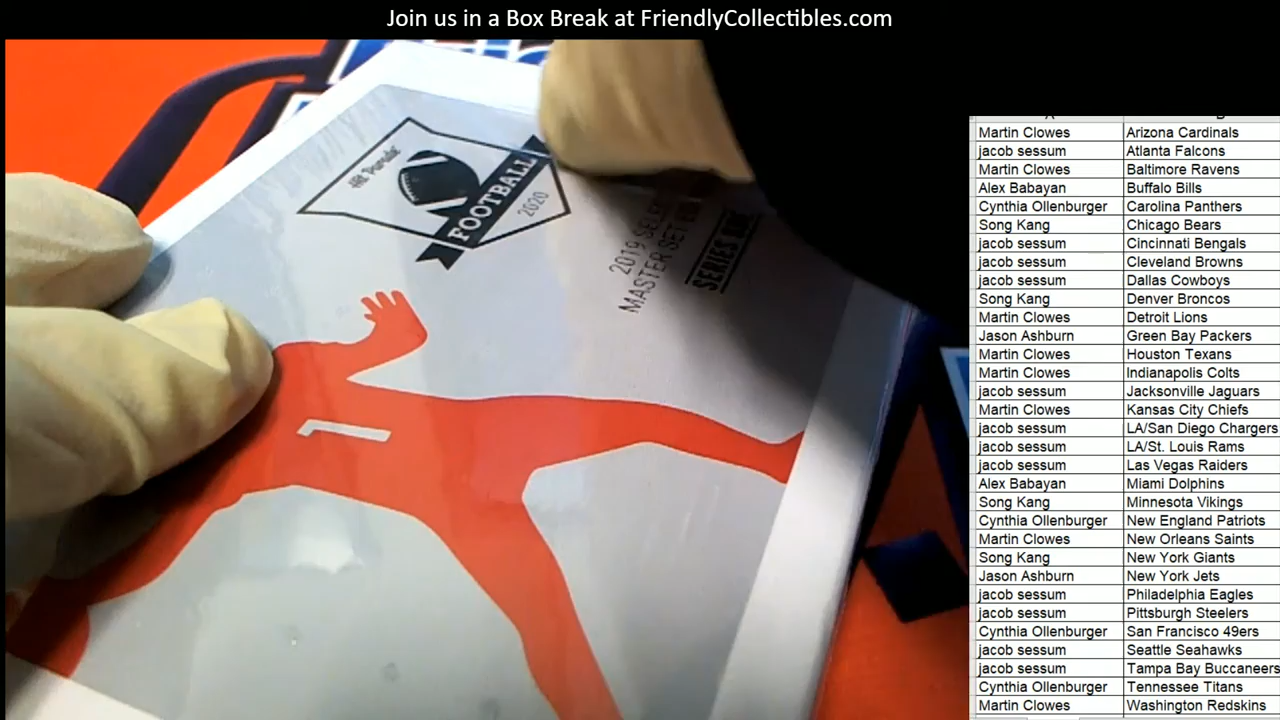 Join us in a Box Break at FriendlyCollectibles.com
Hit Parade
FOOTBALL
2020
2019
MASTER SET
SERIES
1
Martin Clowes Arizona Cardinals
jacob sessum Atlanta Falcons
Martin Clowes Baltimore Ravens
Alex Babayan Buffalo Bills
Cynthia Ollenburger Carolina Panthers
Song Kang Chicago Bears
jacob sessum Cincinnati Bengals
jacob sessum Cleveland Browns
jacob sessum Dallas Cowboys
Song Kang Denver Broncos
Martin Clowes Detroit Lions
Jason Ashburn Green Bay Packers
Martin Clowes Houston Texans
Martin Clowes Indianapolis Colts
jacob sessum Jacksonville Jaguars
Martin Clowes Kansas City Chiefs
jacob sessum LA/San Diego Chargers
jacob sessum LA/St. Louis Rams
jacob sessum Las Vegas Raiders
Alex Babayan Miami Dolphins
Song Kang Minnesota Vikings
Cynthia Ollenburger New England Patriots
Martin Clowes New Orleans Saints
Song Kang New York Giants
Jason Ashburn New York Jets
jacob sessum Philadelphia Eagles
jacob sessum Pittsburgh Steelers
Cynthia Ollenburger San Francisco 49ers
jacob sessum Seattle Seahawks
jacob sessum Tampa Bay Buccaneers
Cynthia Ollenburger Tennessee Titans
Martin Clowes Washington Redskins